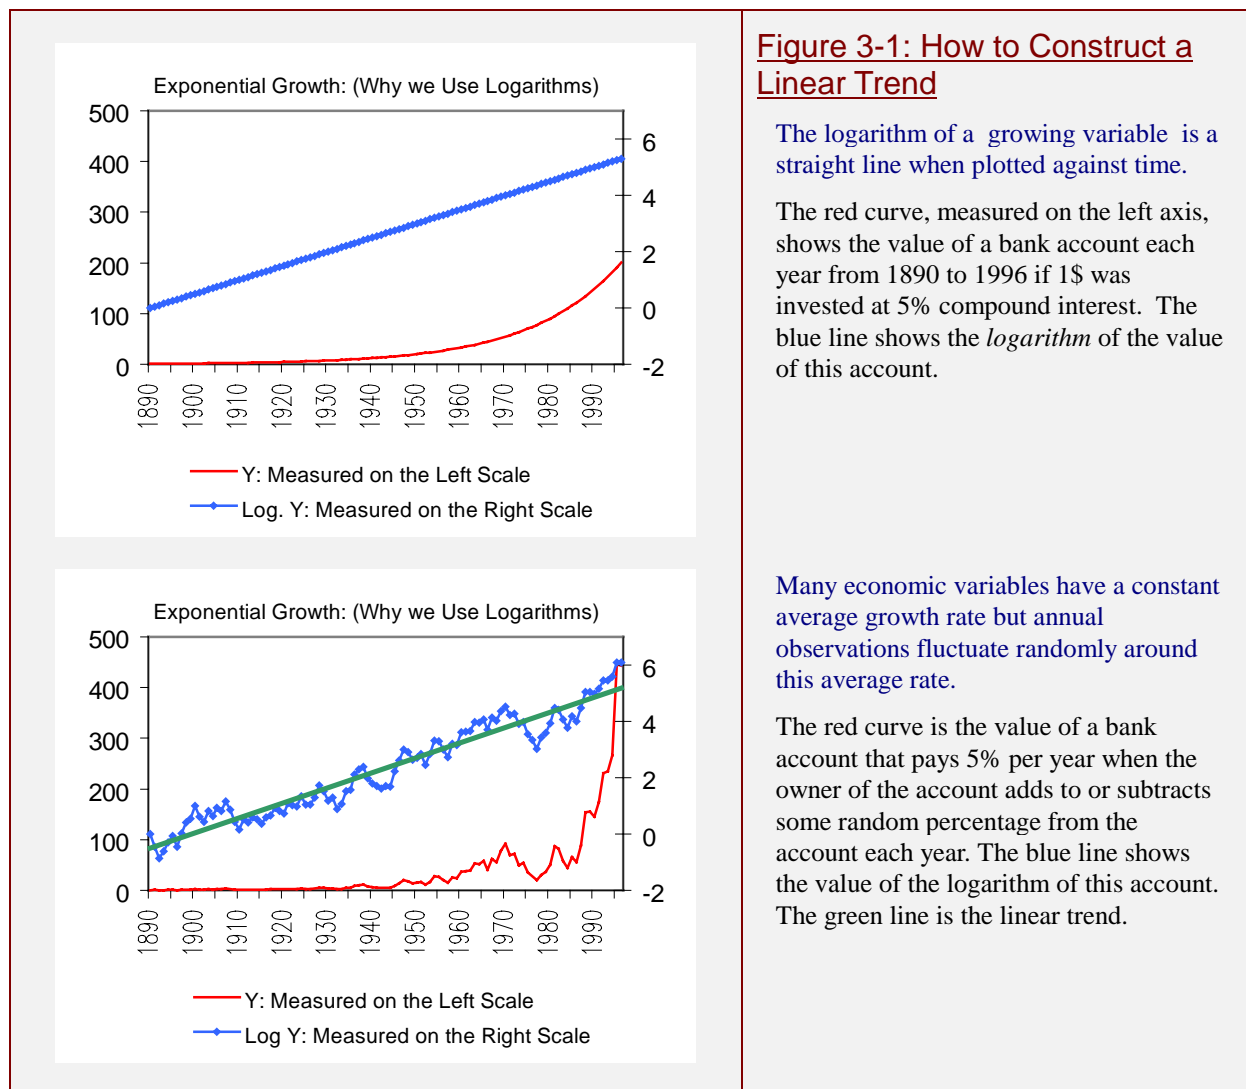 Exponential Growth: (Why we Use Logarithms)
500
400
300
200
100
0
6
4
2
0
-2
1890
1900
1910
1920
1930
1940
1950
1960
1970
1980
1990
Y: Measured on the Left Scale
Log. Y: Measured on the Right Scale
Figure 3-1: How to Construct a
Linear Trend
The logarithm of a  growing variable  is a
straight line when plotted against time.
The red curve, measured on the left axis,
shows the value of a bank account each
year from 1890 to 1996 if 1$ was
invested at 5% compound interest.  The
blue line shows the logarithm of the value
of this account.
Exponential Growth: (Why we Use Logarithms)
500
400
300
200
100
0
6
4
2
0
-2
1890
1900
1910
1920
1930
1940
1950
1960
1970
1980
1990
Y: Measured on the Left Scale
Log Y: Measured on the Right Scale
Many economic variables have a constant
average growth rate but annual
observations fluctuate randomly around
this average rate.
The red curve is the value of a bank
account that pays 5% per year when the
owner of the account adds to or subtracts
some random percentage from the
account each year. The blue line shows
the value of the logarithm of this account.
The green line is the linear trend.